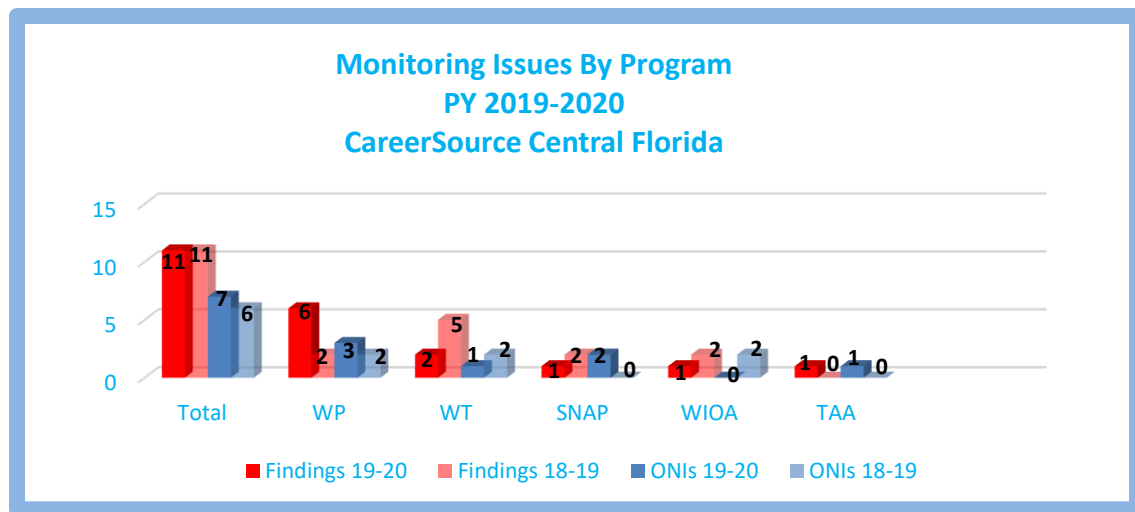 Monitoring Issues By Program
PY 2019-2020
CareerSource Central Florida
15
10
5
0
11 11 7 6
6 2 3 2
2 5 1 2
1 2 2 0
1 2 0 2
1 0 1 0
Total WP WT SNAP WIOA TAA
Findings 19-20 Findings 18-19 ONIs 19-20 ONIs 18-19